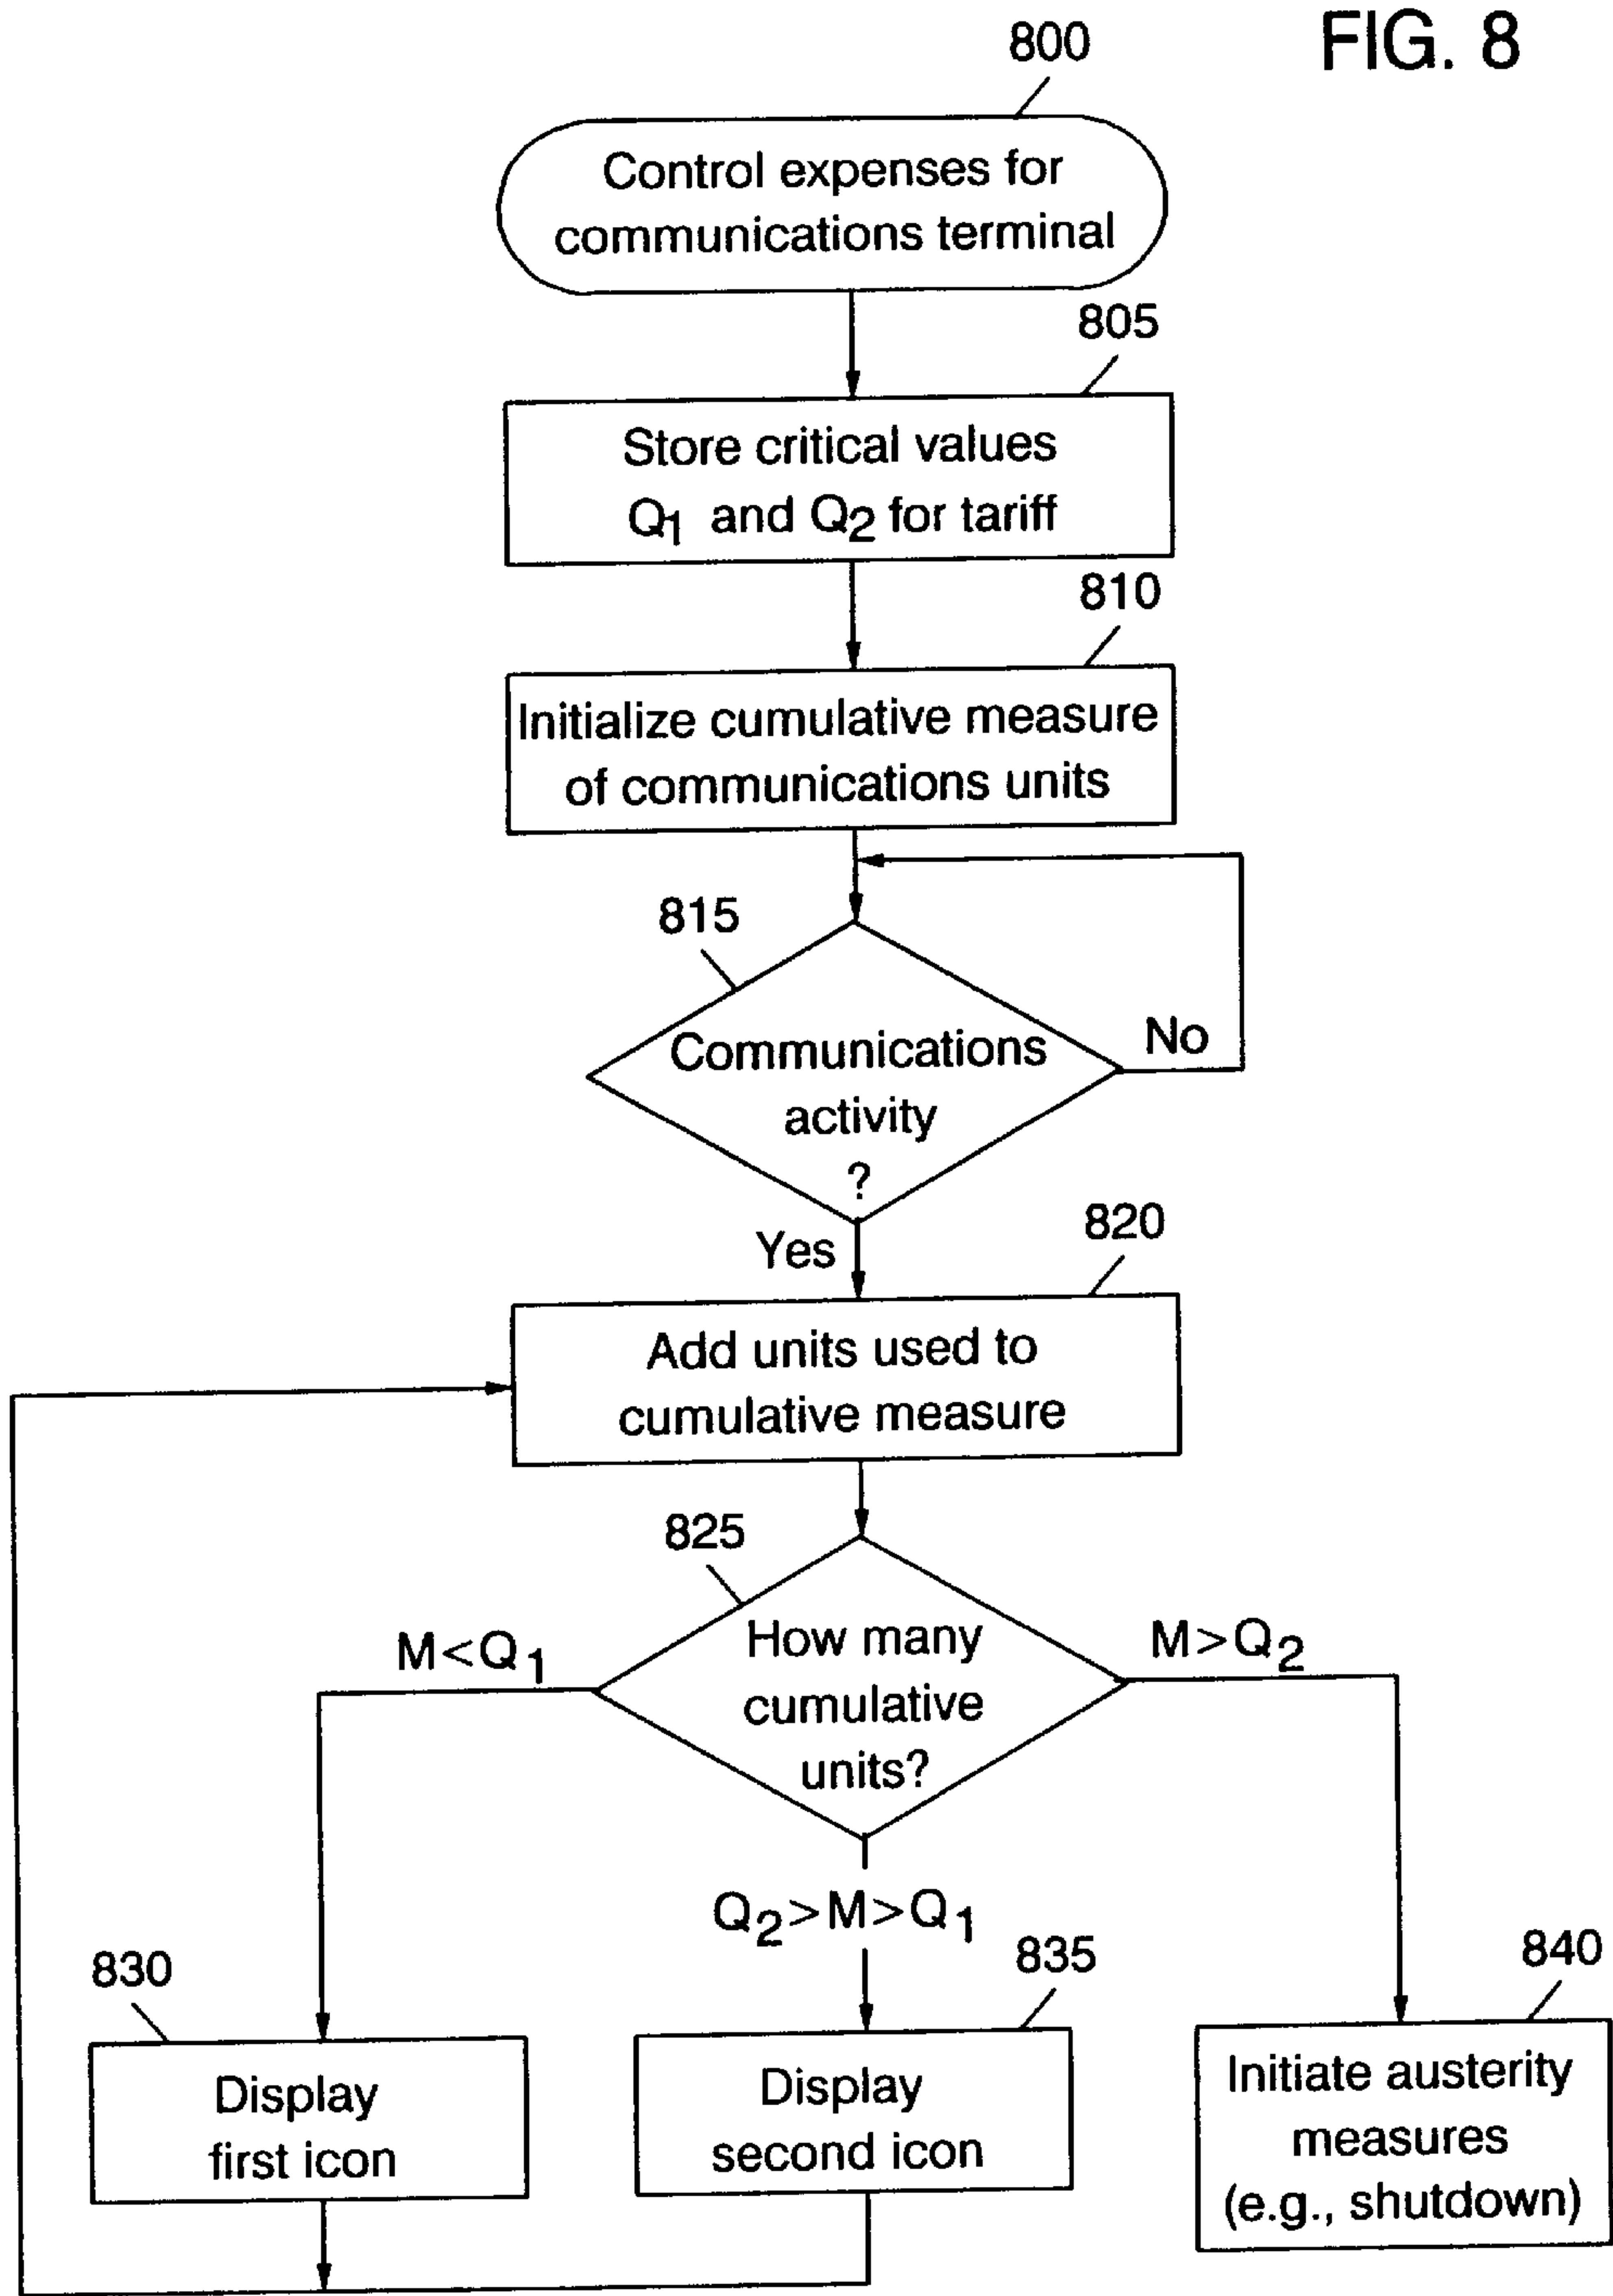 FIG. 8
800
Control expenses for
communications terminal
805
Store critical values
Q1 and Q2 for tariff
810
Initialize cumulative measure
of communications units
815
Communications
activity
?
No
Yes
820
Add units used to
cumulative measure
825
How many
cumulative
units?
M<Q1
M>Q2
Q2>M>Q1
830
Display
first icon
835
Display
second icon
840
Initiate austerity
measures
(e.g., shutdown)